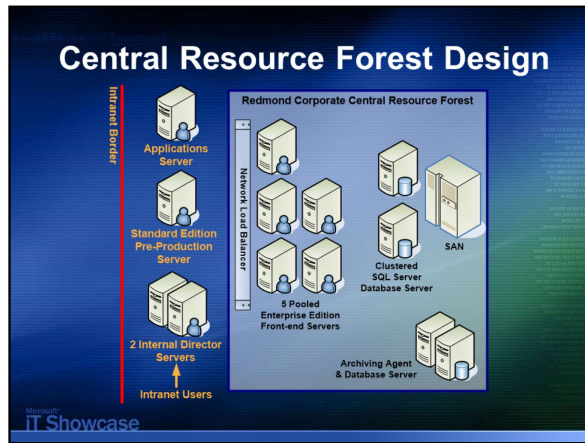 Central Resource Forest Design
Intranet Border
Applications
Server
Standard Edition
Pre-Production
Server
2 Internal Director
Servers
Intranet Users
Redmond Corporate Central Resource Forest
Network Load Balancer
5 Pooled
Enterprise Edition
Front-end Servers
Clustered
SQL Server
Database Server
SAN
Archiving Agent
& Database Server
Microsoft
iT Showcase